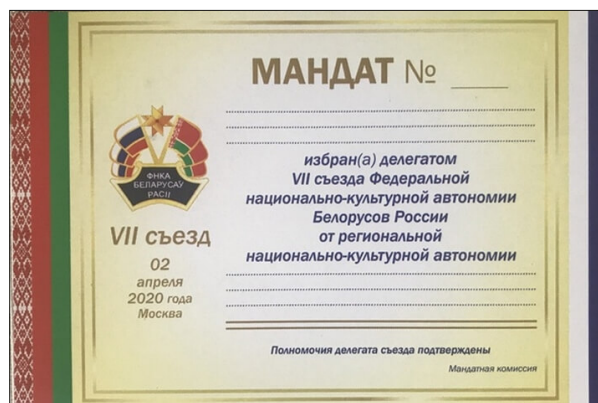 МАНДАТ № ____
избран(а) делегатом
VII съезда Федеральной
национально-культурной автономии
Белорусов России
от региональной
национально-культурной автономии
ФНКА
БЕЛАРУСАЎ
РАСІІ
VII съезд
02
апреля
2020 года
Москва
Полномочия делегата съезда подтверждены
Мандатная комиссия